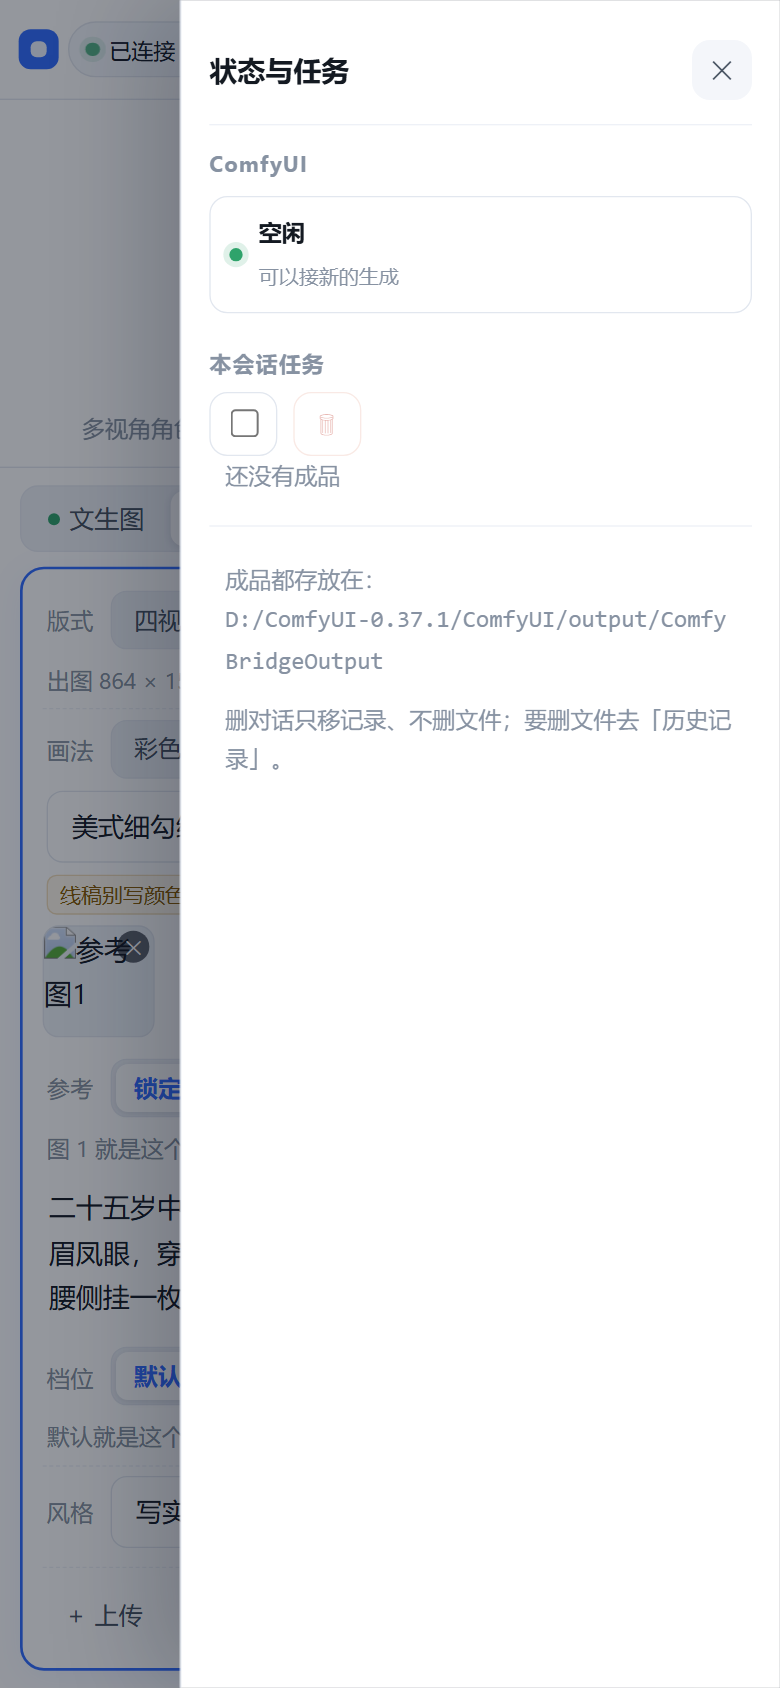 已连接
状态与任务
ComfyUI
空闲
可以接新的生成
本会话任务
还没有成品
成品都存放在：
D:/ComfyUI-0.37.1/ComfyUI/output/Comfy
BridgeOutput
删对话只移记录、不删文件；要删文件去「历史记
录」。
多视角角色
文生图
版式
四视
出图 864 × 1
画法
彩色
美式细勾
线稿别写颜色
参考
图1
参考
锁定
图 1 就是这个
二十五岁中
眉凤眼，穿
腰侧挂一枚
档位
默认
默认就是这个
风格
写实
+ 上传